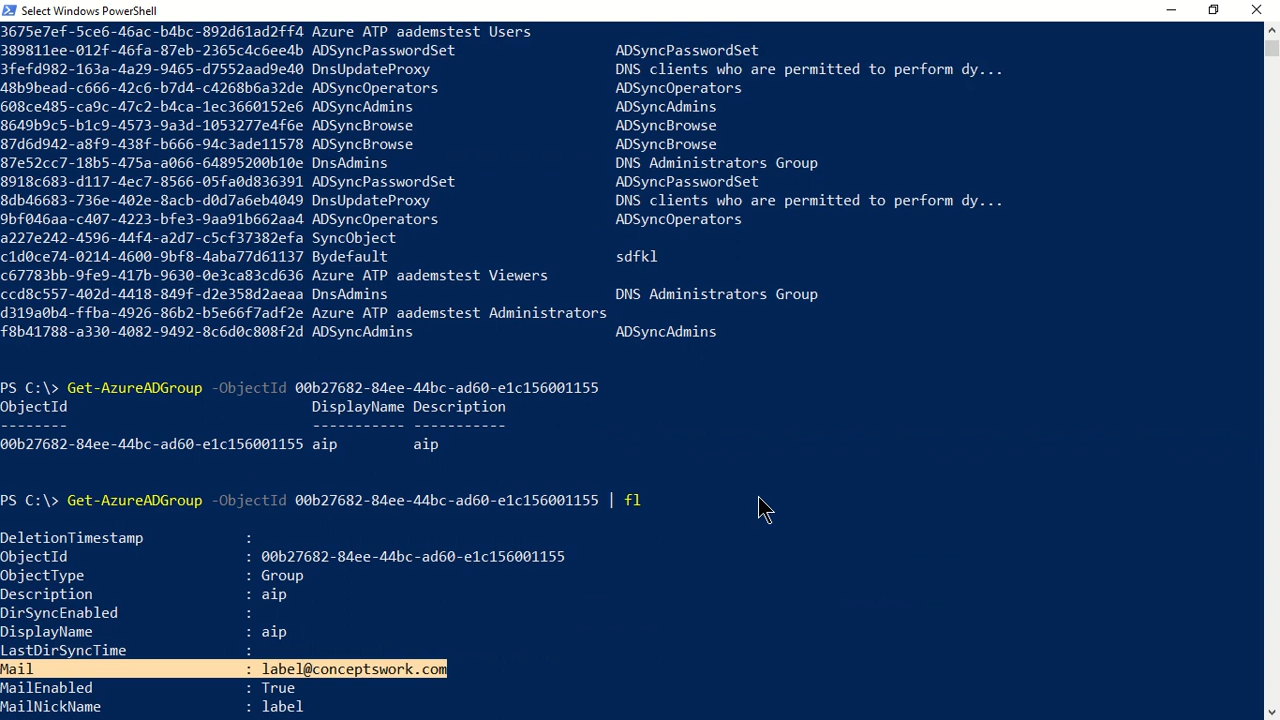 Select Windows PowerShell
3675e7ef-5ce6-46ac-b4bc-892d61ad2ff4 Azure ATP aademstest Users
389811ee-012f-46fa-87eb-2365c4c6ee4b ADSyncPasswordSet ADSyncPasswordSet
3fefd982-163a-4a29-9465-d7552aad9e40 DnsUpdateProxy DNS clients who are permitted to perform dy...
48b9bead-c666-42c6-b7d4-c4268b6a32de ADSyncOperators ADSyncOperators
608ce485-ca9c-47c2-b4ca-1ec3660152e6 ADSyncAdmins ADSyncAdmins
8649b9c5-b1c9-4573-9a3d-1053277e4f6e ADSyncBrowse ADSyncBrowse
87d6d942-a8f9-438f-b666-94c3ade11578 ADSyncBrowse ADSyncBrowse
87e52cc7-18b5-475a-a066-64895200b10e DnsAdmins DNS Administrators Group
8918c683-d117-4ec7-8566-05fa0d836391 ADSyncPasswordSet ADSyncPasswordSet
8db46683-736e-402e-8acb-d0d7a6eb4049 DnsUpdateProxy DNS clients who are permitted to perform dy...
9bf046aa-c407-4223-bfe3-9aa91b662aa4 ADSyncOperators ADSyncOperators
a227e242-4596-44f4-a2d7-c5cf37382efa SyncObject
c1d0ce74-0214-4600-9bf8-4aba77d61137 Bydefault sdfkl
c67783bb-9fe9-417b-9630-0e3ca83cd636 Azure ATP aademstest Viewers
ccd8c557-402d-4418-849f-d2e358d2aeaa DnsAdmins DNS Administrators Group
d319a0b4-ffba-4926-86b2-b5e66f7adf2e Azure ATP aademstest Administrators
f8b41788-a330-4082-9492-8c6d0c808f2d ADSyncAdmins ADSyncAdmins
PS C:\> Get-AzureADGroup -ObjectId 00b27682-84ee-44bc-ad60-e1c156001155
ObjectId DisplayName Description
-------- ----------- -----------
00b27682-84ee-44bc-ad60-e1c156001155 aip aip
PS C:\> Get-AzureADGroup -ObjectId 00b27682-84ee-44bc-ad60-e1c156001155 | fl
DeletionTimestamp :
ObjectId : 00b27682-84ee-44bc-ad60-e1c156001155
ObjectType : Group
Description : aip
DirSyncEnabled :
DisplayName : aip
LastDirSyncTime :
Mail : label@conceptswork.com
MailEnabled : True
MailNickName : label